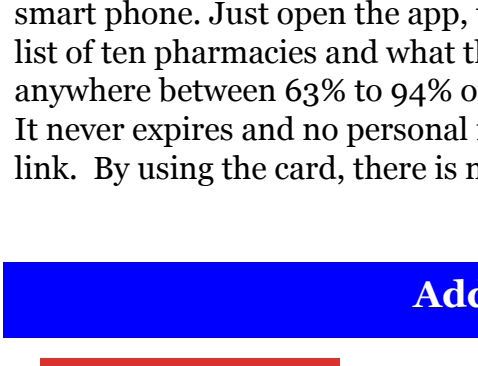 smart phone. Just open the app,
list of ten pharmacies and what
anywhere between 63% to 94%
It never expires and no personal
link.  By using the card, there is